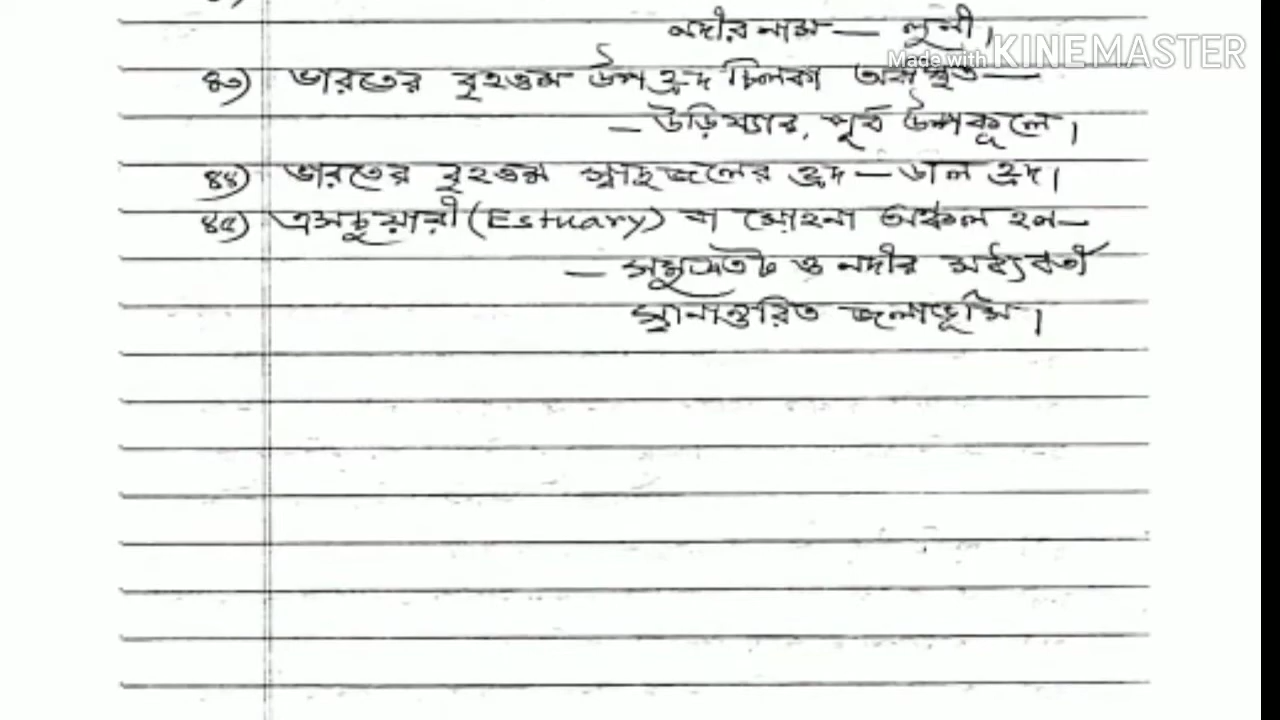 নদীর নাম — লুনী।
Made with KINEMASTER
৪৩) ভারতের বৃহত্তম উপহ্রদ চিলকা অবস্থিত —
— উড়িষ্যার, পূর্ব উপকূলে।
৪৪) ভারতের বৃহত্তম স্বাদুজলের হ্রদ — ডাল হ্রদ।
৪৫) এসচুয়ারী (Estuary) বা মোহনা অঞ্চল হল —
— সমুদ্রতট ও নদীর মধ্যবর্তী
স্থানান্তরিত জলাভূমি।